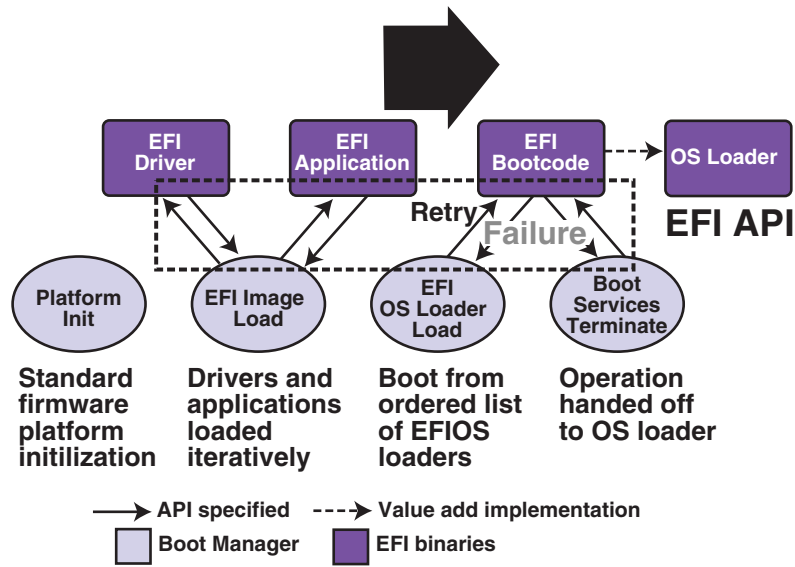 EFI
Driver
EFI
Application
EFI
Bootcode
OS Loader
Retry
Failure
EFI API
Platform
Init
EFI Image
Load
EFI
OS Loader
Load
Boot
Services
Terminate
Standard
firmware
platform
initilization
Drivers and
applications
loaded
iteratively
Boot from
ordered list
of EFIOS
loaders
Operation
handed off
to OS loader
API specified
Value add implementation
Boot Manager
EFI binaries